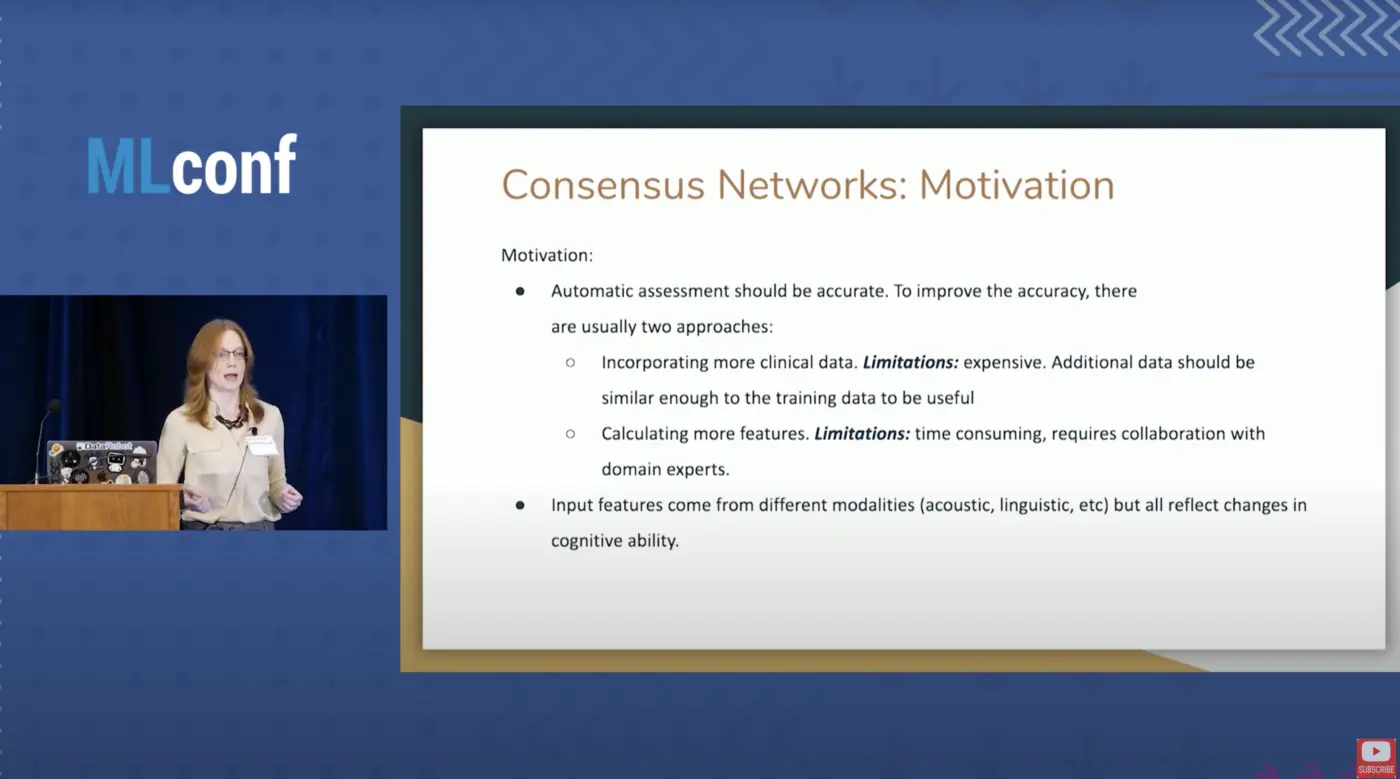 MLconf
Consensus Networks: Motivation
Motivation:
● Automatic assessment should be accurate. To improve the accuracy, there
are usually two approaches:
○ Incorporating more clinical data. Limitations: expensive. Additional data should be
similar enough to the training data to be useful
○ Calculating more features. Limitations: time consuming, requires collaboration with
domain experts.
● Input features come from different modalities (acoustic, linguistic, etc) but all reflect changes in
cognitive ability.
DataRobot
SUBSCRIBE